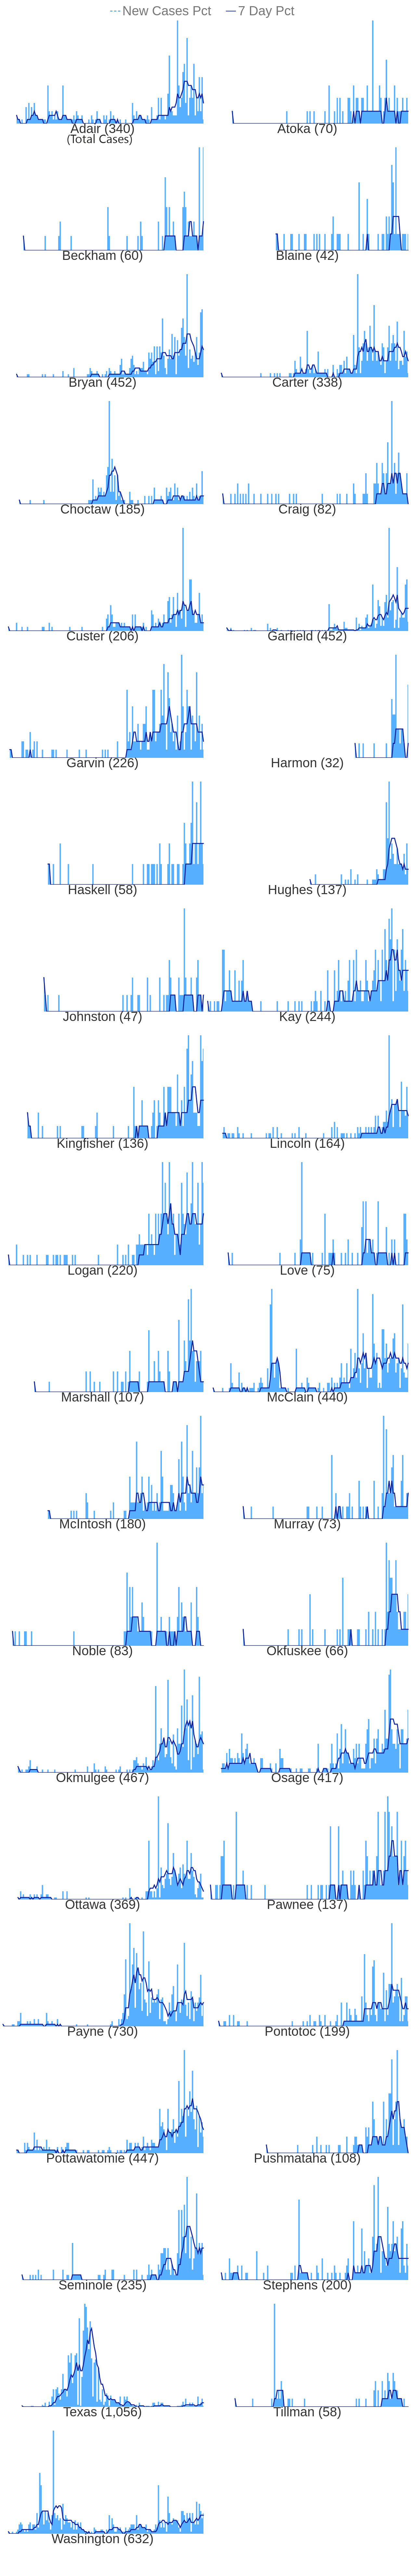 New Cases Pct 7 Day Pct
Adair (340) Atoka (70)
(Total Cases)
Beckham (60) Blaine (42)
Bryan (452) Carter (338)
Choctaw (185) Craig (82)
Custer (206) Garfield (452)
Garvin (226) Harmon (32)
Haskell (58) Hughes (137)
Johnston (47) Kay (244)
Kingfisher (136) Lincoln (164)
Logan (220) Love (75)
Marshall (107) McClain (440)
McIntosh (180) Murray (73)
Noble (83) Okfuskee (66)
Okmulgee (467) Osage (417)
Ottawa (369) Pawnee (137)
Payne (730) Pontotoc (199)
Pottawatomie (447) Pushmataha (108)
Seminole (235) Stephens (200)
Texas (1,056) Tillman (58)
Washington (632)